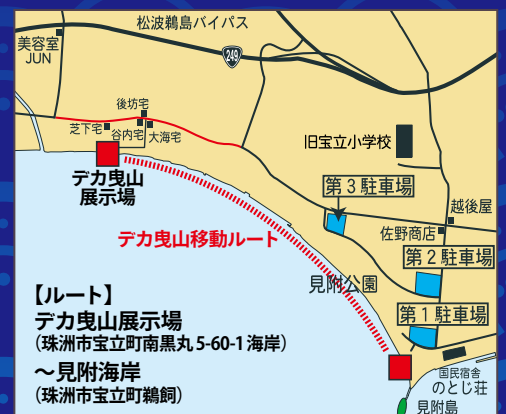 松波鵜島バイパス
美容室
JUN
249
後坊宅
芝下宅
谷内宅
大海宅
旧宝立小学校
デカ曳山
展示場
第3駐車場
越後屋
佐野商店
デカ曳山移動ルート
第2駐車場
見附公園
【ルート】
第1駐車場
デカ曳山展示場
(珠洲市宝立町南黒丸5-60-1海岸)
～見附海岸
国民宿舎
のとじ荘
(珠洲市宝立町鵜飼)
見附島